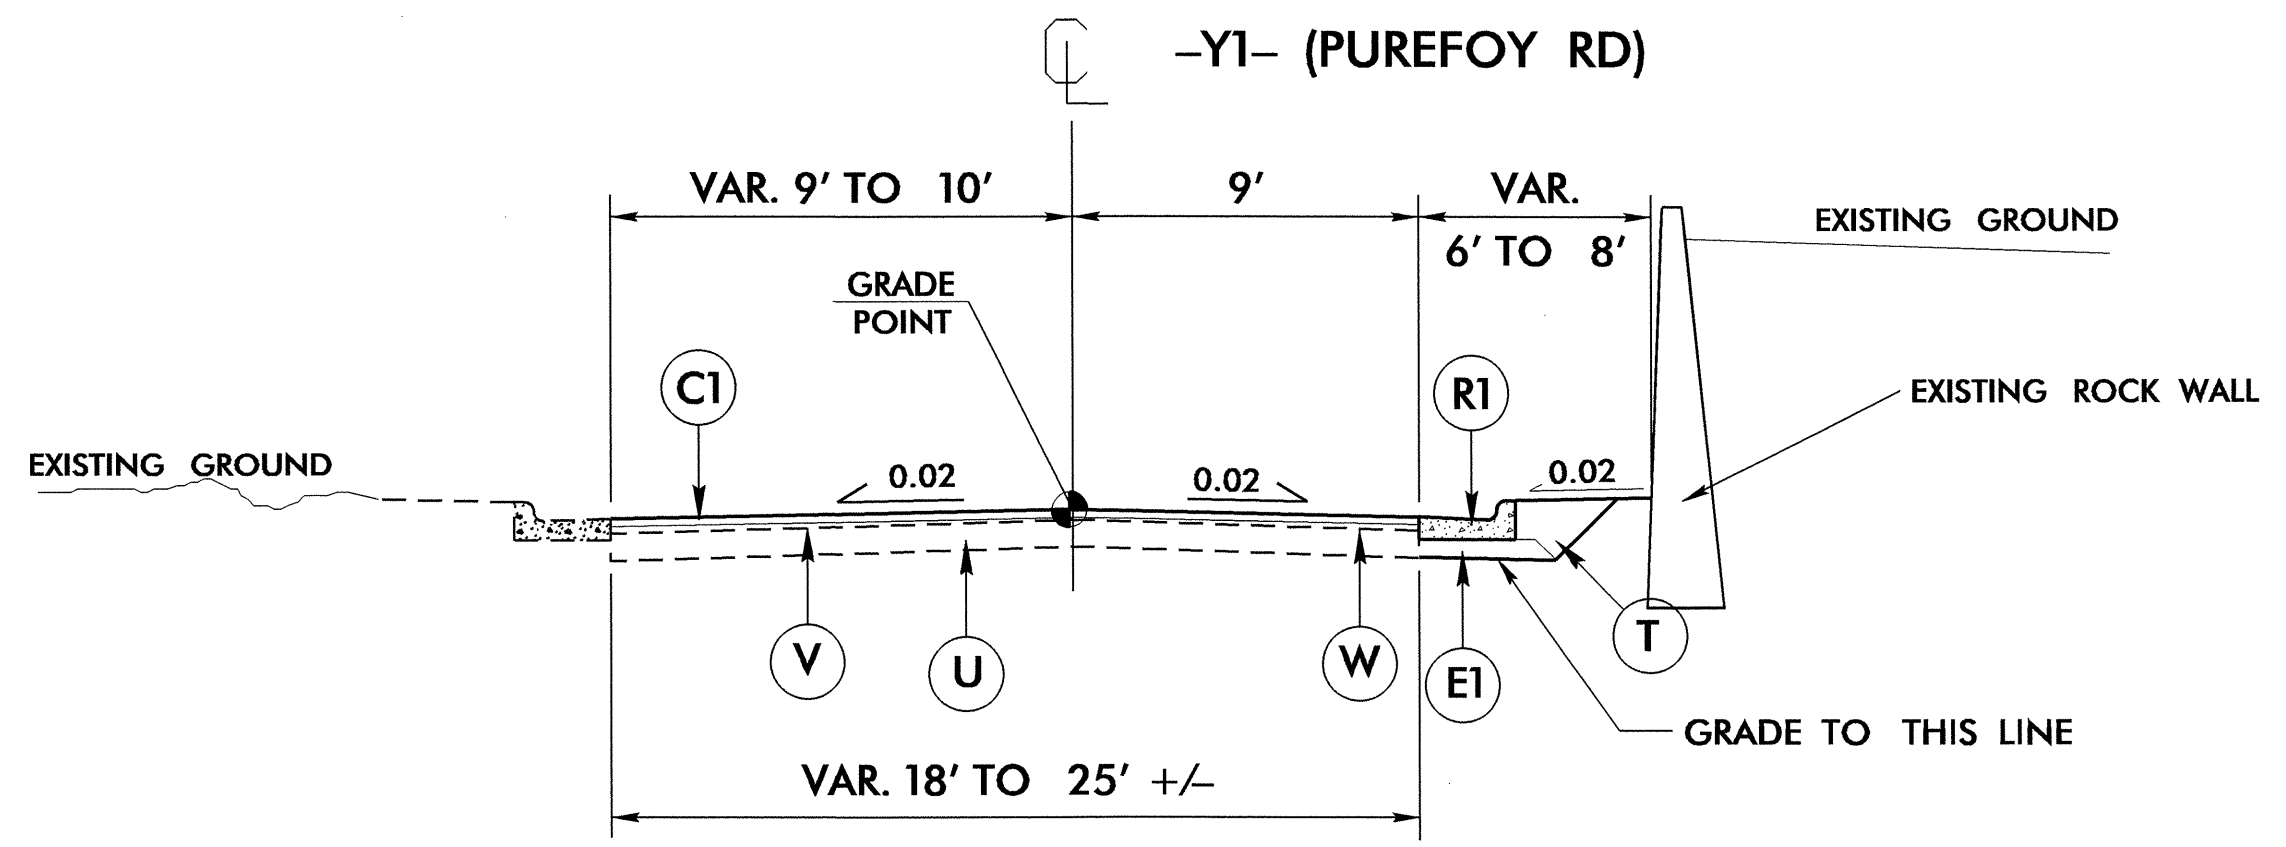 CL
–Y1– (PUREFOY RD)
VAR. 9' TO 10'
9'
VAR.
6' TO 8'
EXISTING GROUND
GRADE
POINT
C1
R1
EXISTING ROCK WALL
EXISTING GROUND
0.02
0.02
0.02
V
U
W
E1
T
GRADE TO THIS LINE
VAR. 18' TO 25' +/–